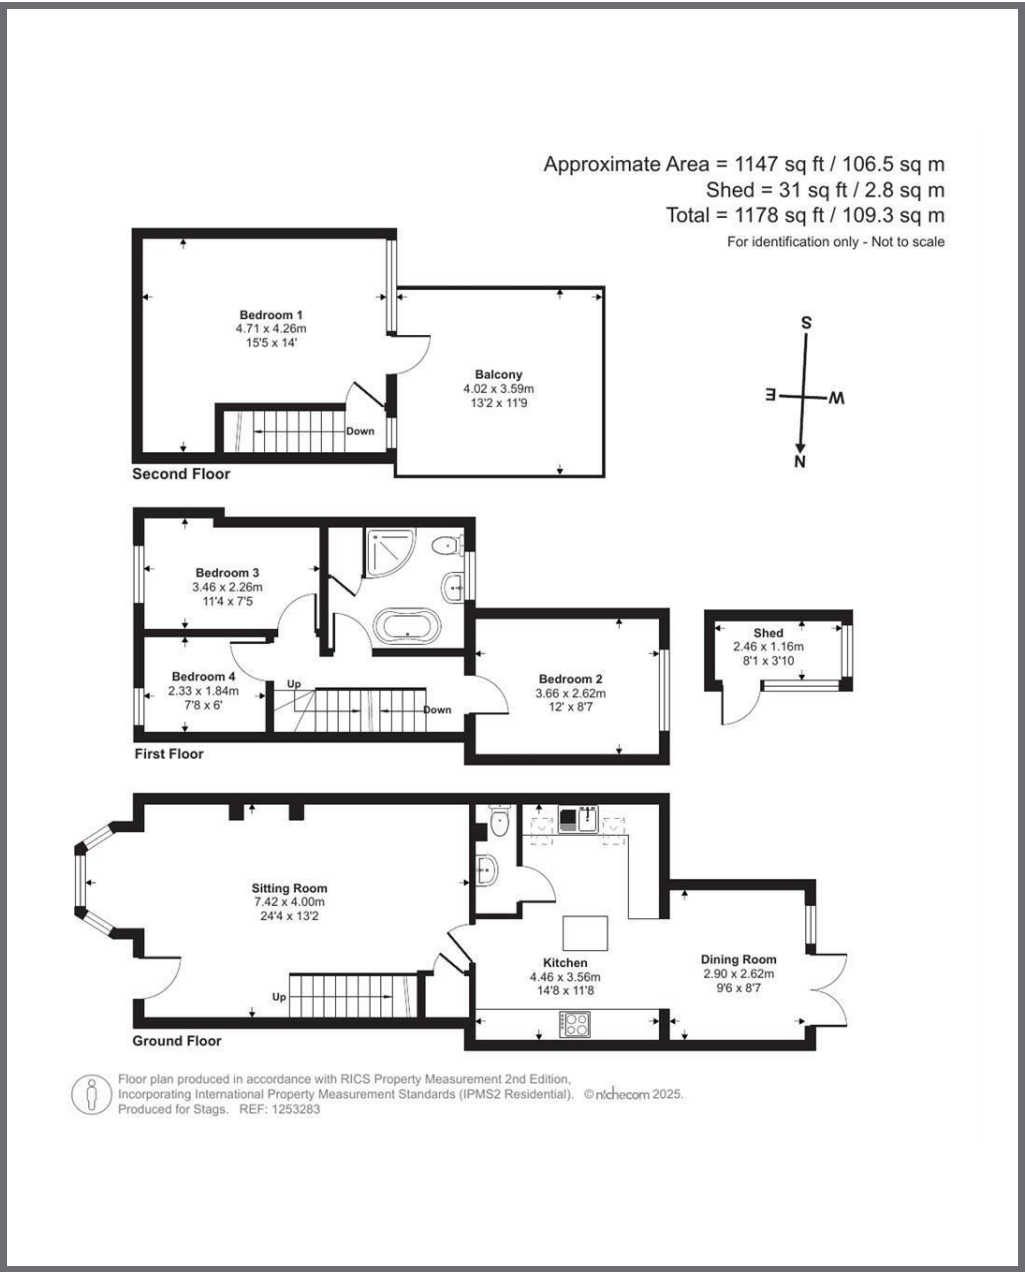 Approximate Area = 1147 sq ft / 106.5 sq m
Shed = 31 sq ft / 2.8 sq m
Total = 1178 sq ft / 109.3 sq m
For identification only - Not to scale
Bedroom 1
4.71 x 4.26m
15'5 x 14'
Down
Balcony
4.02 x 3.59m
13'2 x 11'9
S
E
W
N
Second Floor
Bedroom 3
3.46 x 2.26m
11'4 x 7'5
Bedroom 4
2.33 x 1.84m
7'8 x 6'
Up
Down
Bedroom 2
3.66 x 2.62m
12' x 8'7
Shed
2.46 x 1.16m
8'1 x 3'10
First Floor
Sitting Room
7.42 x 4.00m
24'4 x 13'2
Up
Kitchen
4.46 x 3.56m
14'8 x 11'8
Dining Room
2.90 x 2.62m
9'6 x 8'7
Ground Floor
Floor plan produced in accordance with RICS Property Measurement 2nd Edition,
Incorporating International Property Measurement Standards (IPMS2 Residential). © nichecom 2025.
Produced for Stags. REF: 1253283